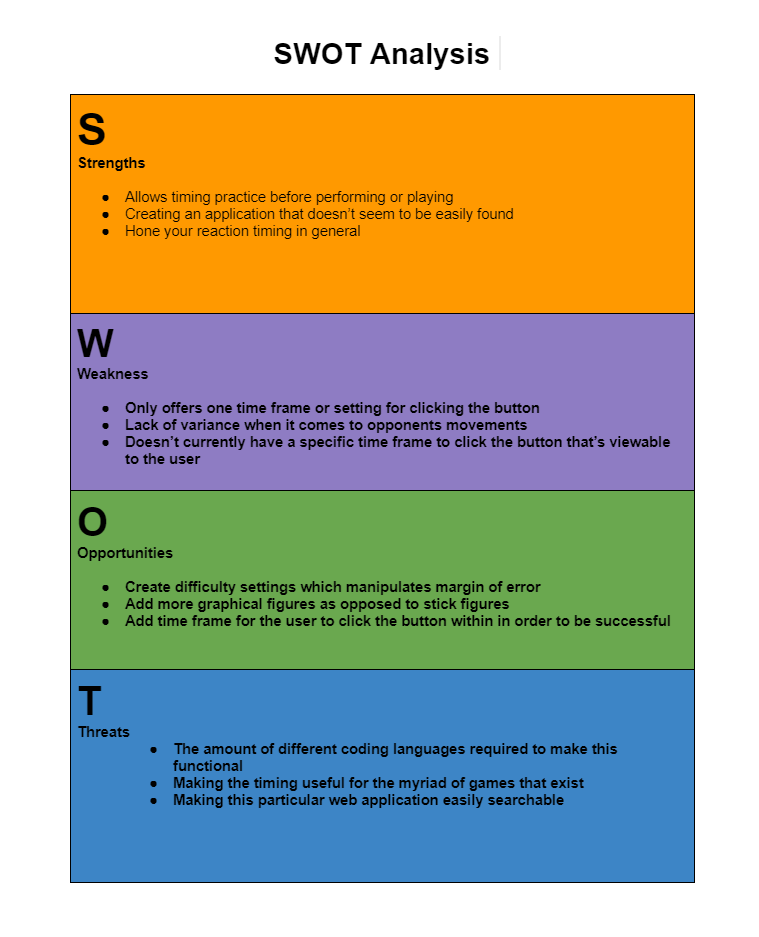 SWOT Analysis
S
Strengths
● Allows timing practice before performing or playing
● Creating an application that doesn’t seem to be easily found
● Hone your reaction timing in general
W
Weakness
● Only offers one time frame or setting for clicking the button
● Lack of variance when it comes to opponents movements
● Doesn’t currently have a specific time frame to click the button that’s viewable
to the user
O
Opportunities
● Create difficulty settings which manipulates margin of error
● Add more graphical figures as opposed to stick figures
● Add time frame for the user to click the button within in order to be successful
T
Threats
● The amount of different coding languages required to make this
functional
● Making the timing useful for the myriad of games that exist
● Making this particular web application easily searchable